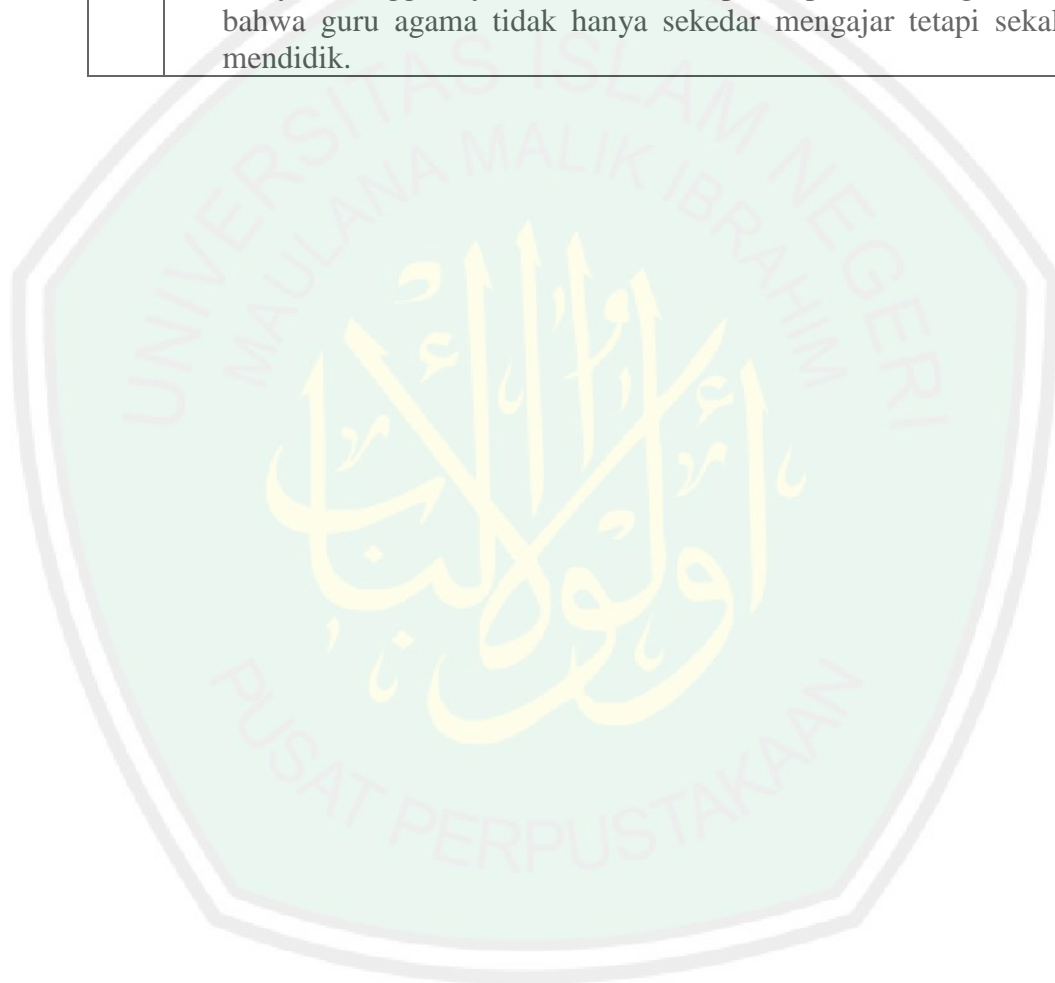 bahwa guru agama tidak hanya sekedar mengajar tetapi sekal
mendidik.
UNIVERSITAS ISLAM NEGERI
MAULANA MALIK IBRAHIM
أولوا الألباب
PUSAT PERPUSTAKAAN